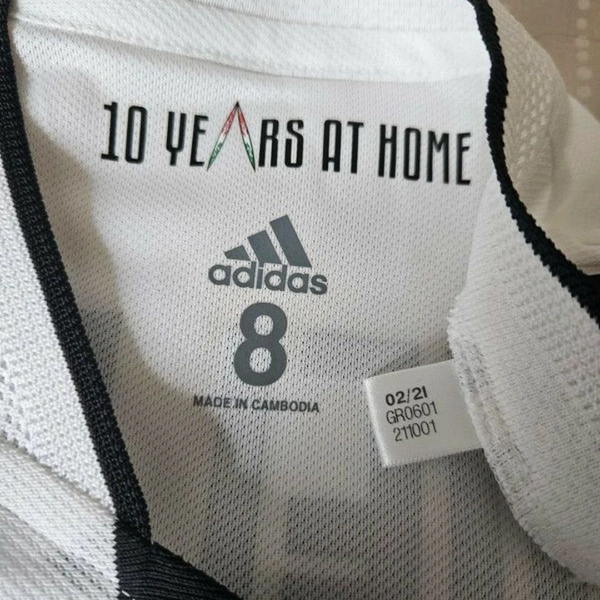 10 YEARS AT HOME
adidas
8
MADE IN CAMBODIA
02/21
GR0601
211001